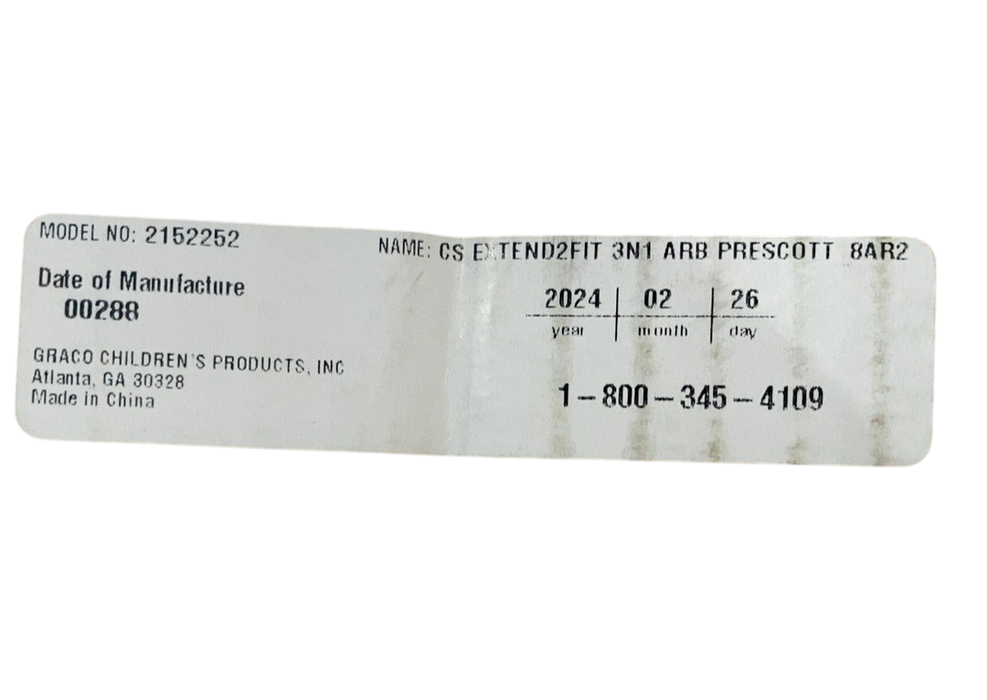 MODEL NO: 2152252
NAME: CS EXTEND2FIT 3N1 ARB PRESCOTT 8AR2
Date of Manufacture
00288
2024 02 26
year month day
GRACO CHILDREN'S PRODUCTS, INC
Atlanta, GA 30328
Made in China
1-800-345-4109